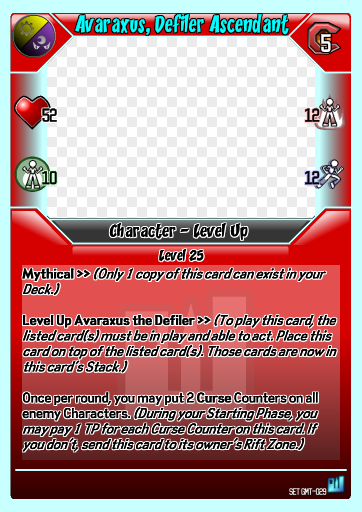 Avaraxus, Defiler Ascendant
5
52
12
10
12
Character - Level Up
Level 25
Mythical >> (Only 1 copy of this card can exist in your
Deck.)
Level Up Avaraxus the Defiler >> (To play this card, the
listed card(s) must be in play and able to act. Place this
card on top of the listed card(s). Those cards are now in
this card's Stack.)
Once per round, you may put 2 Curse Counters on all
enemy Characters. (During your Starting Phase, you
may pay 1 TP for each Curse Counter on this card. If
you don't, send this card to its owner's Rift Zone.)
SET GMT-029